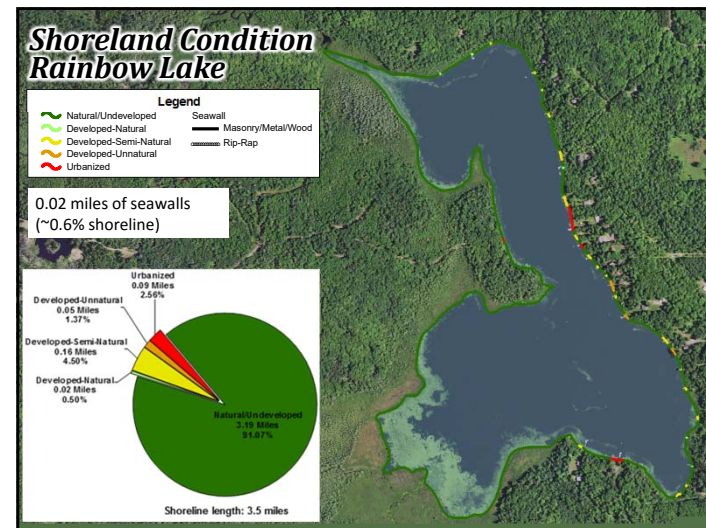 Shoreland Condition
Rainbow Lake
Legend
Natural/Undeveloped
Developed-Natural
Developed-Semi-Natural
Developed-Unnatural
Urbanized
Seawall
Masonry/Metal/Wood
Rip-Rap
0.02 miles of seawalls
(~0.6% shoreline)
Urbanized
0.09 Miles
2.56%
Developed-Unnatural
0.05 Miles
1.37%
Developed-Semi-Natural
0.16 Miles
4.50%
Developed-Natural
0.02 Miles
0.50%
Natural/Undeveloped
3.19 Miles
91.07%
Shoreline length: 3.5 miles